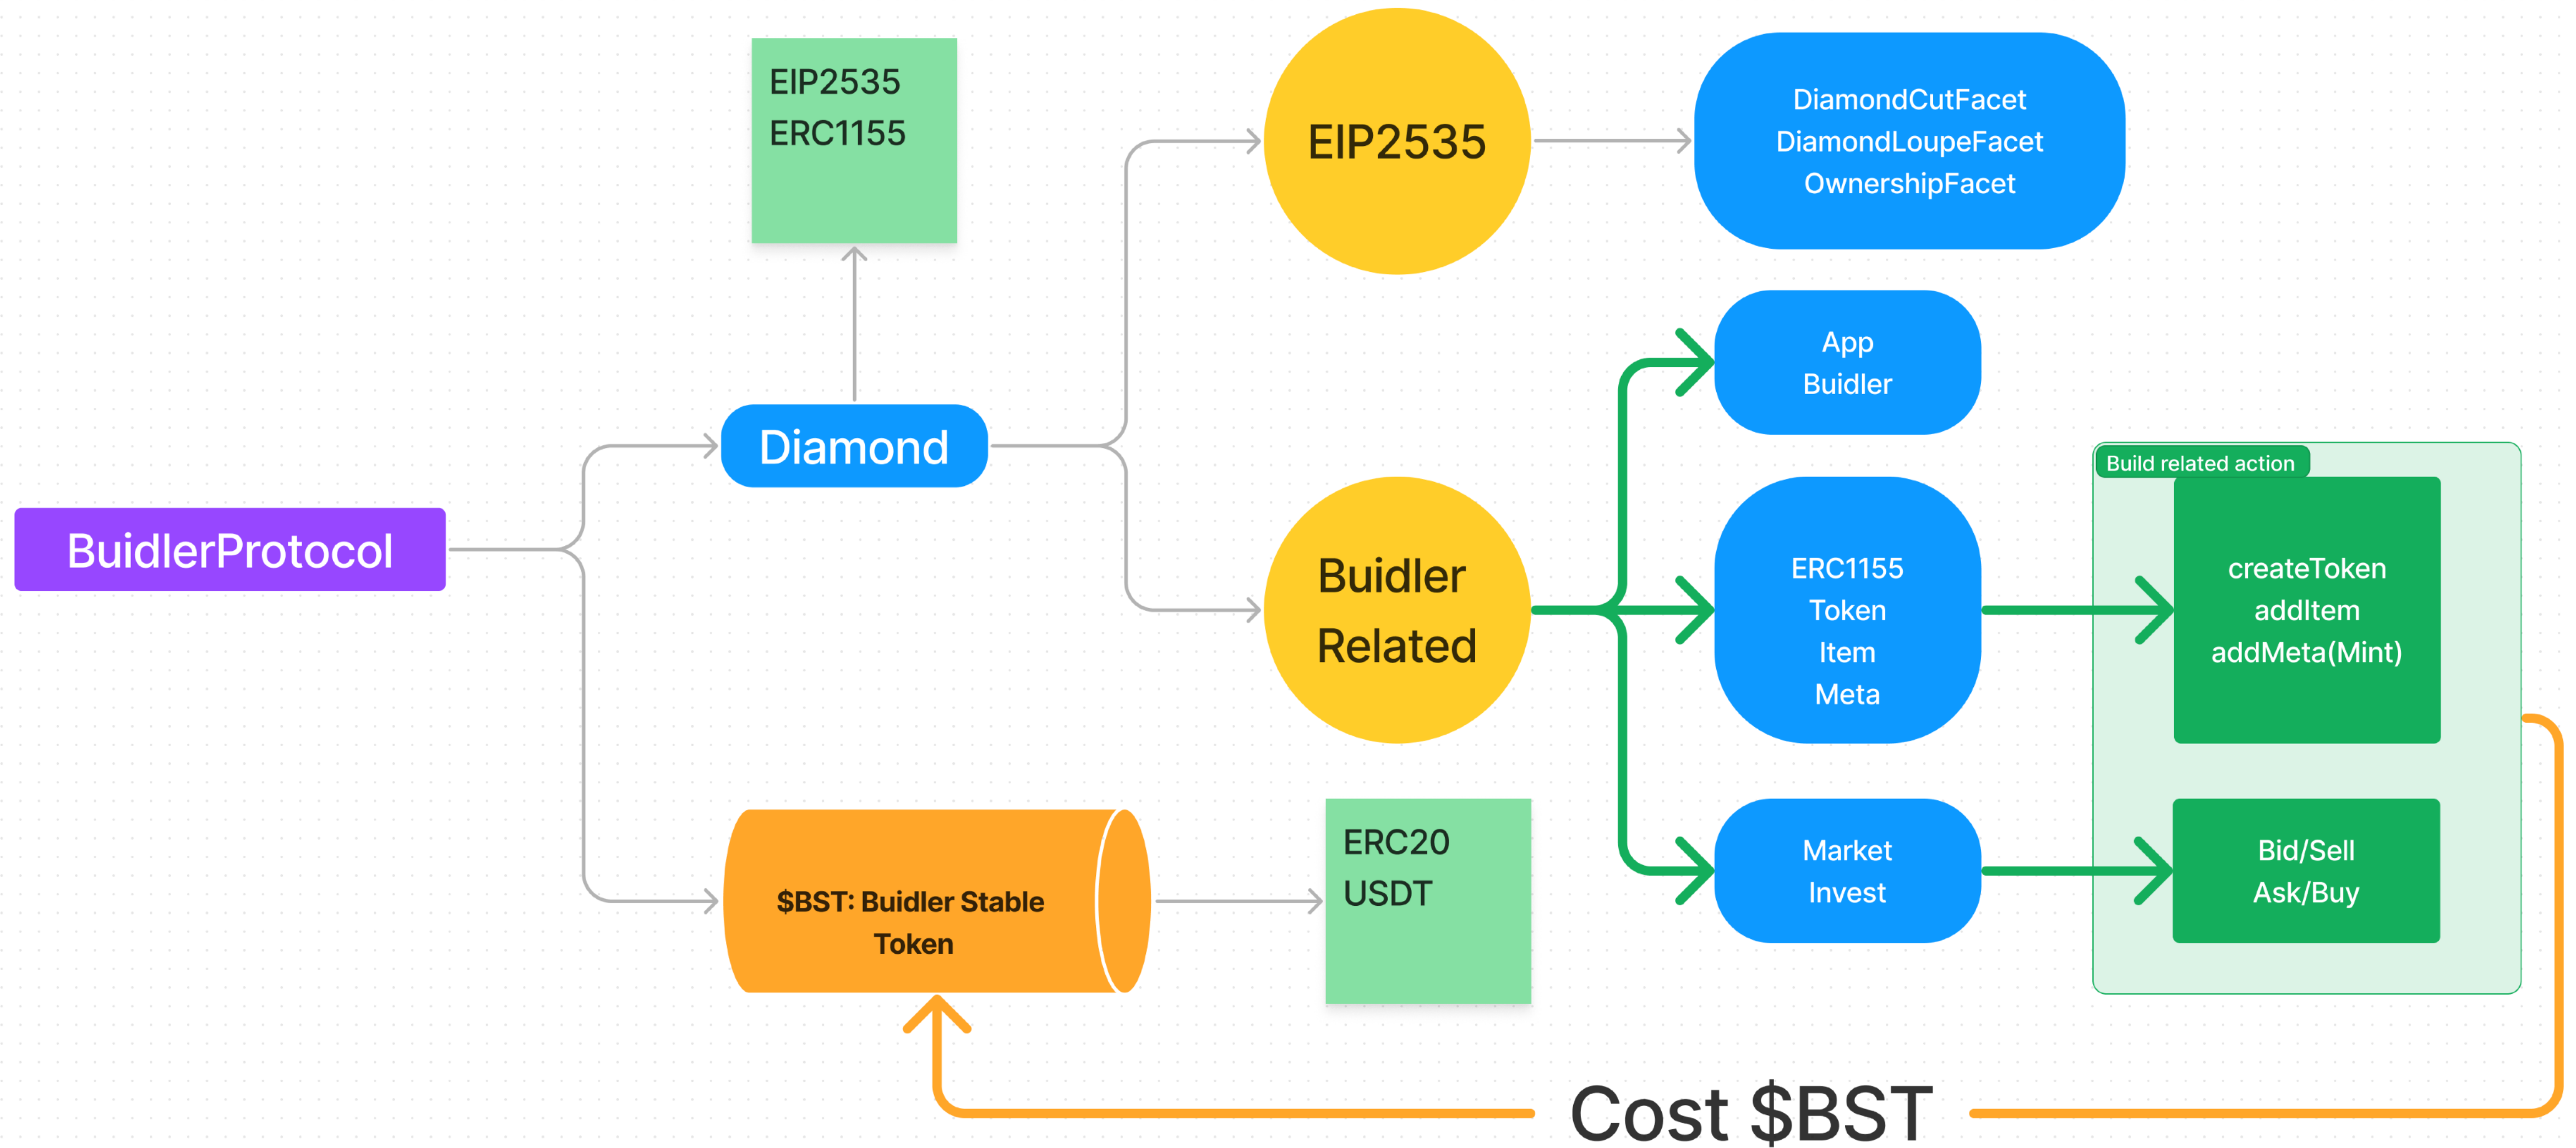 EIP2535
ERC1155
EIP2535
DiamondCutFacet
DiamondLoupeFacet
OwnershipFacet
App
Buidler
Diamond
Build related action
BuidlerProtocol
Buidler
Related
ERC1155
Token
Item
Meta
createToken
addItem
addMeta(Mint)
$BST: Buidler Stable
Token
ERC20
USDT
Market
Invest
Bid/Sell
Ask/Buy
Cost $BST